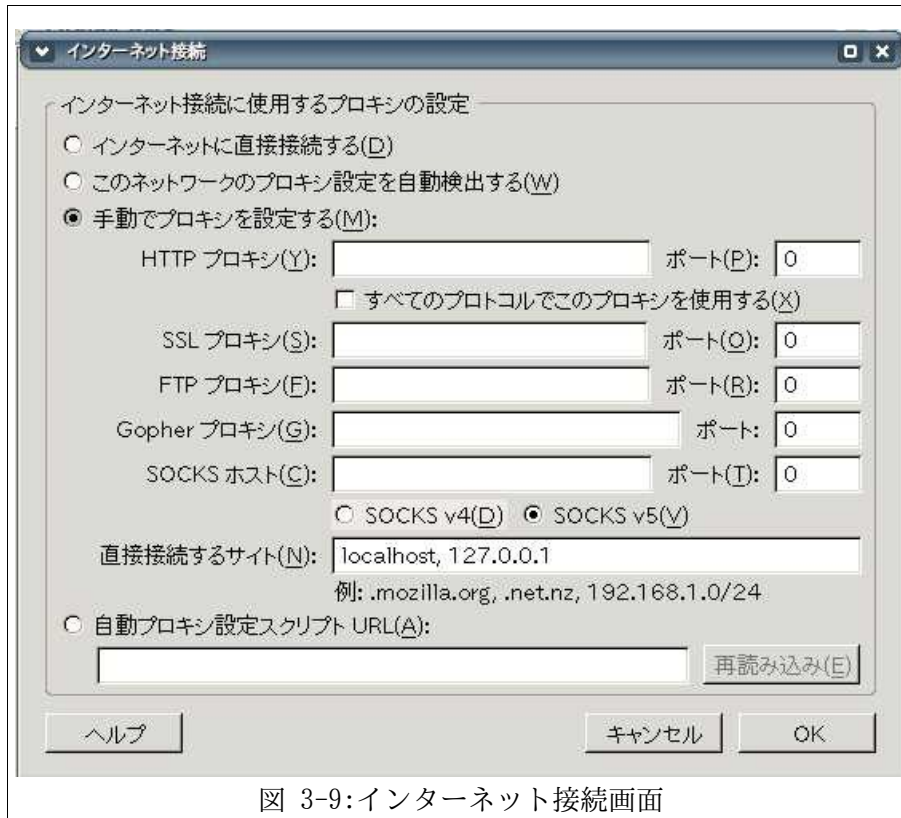 インターネット接続
インターネット接続に使用するプロキシの設定
インターネットに直接接続する(D)
このネットワークのプロキシ設定を自動検出する(W)
手動でプロキシを設定する(M):
HTTP プロキシ(Y): ポート(P): 0
すべてのプロトコルでこのプロキシを使用する(X)
SSL プロキシ(S): ポート(O): 0
FTP プロキシ(F): ポート(R): 0
Gopher プロキシ(G): ポート: 0
SOCKS ホスト(C): ポート(T): 0
SOCKS v4(D) SOCKS v5(V)
直接接続するサイト(N): localhost, 127.0.0.1
例: .mozilla.org, .net.nz, 192.168.1.0/24
自動プロキシ設定スクリプト URL(A):
再読み込み(E)
ヘルプ キャンセル OK
図 3-9:インターネット接続画面